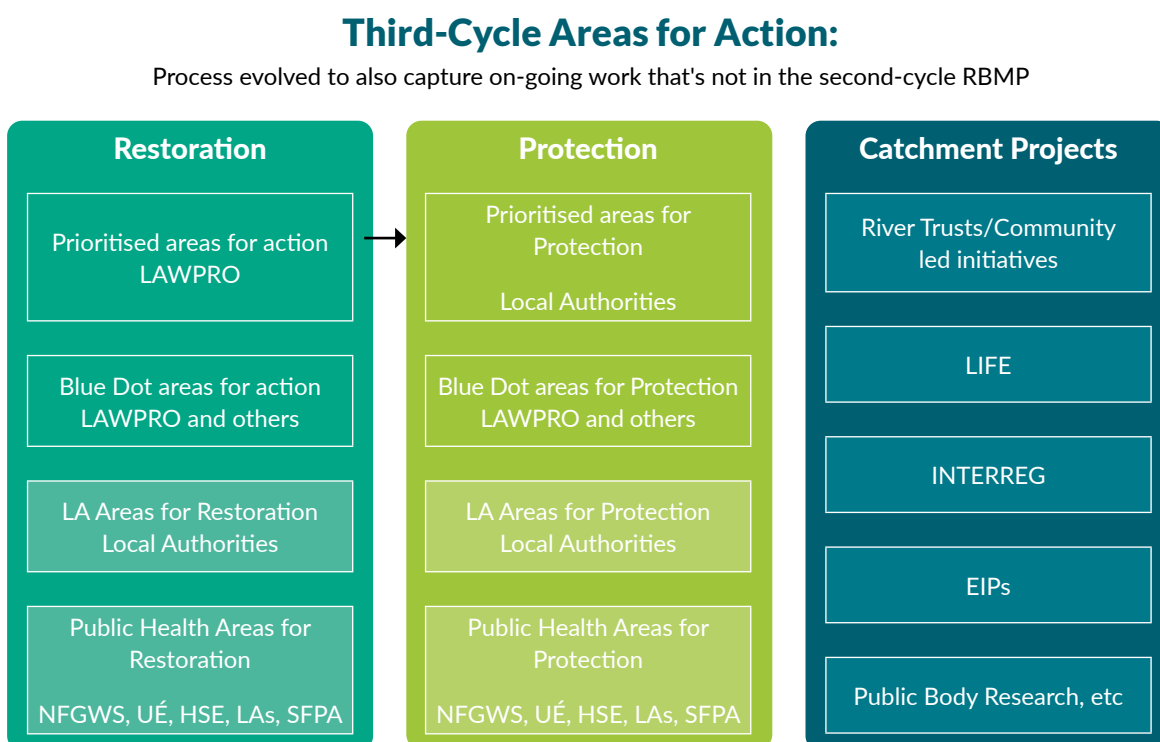 Third-Cycle Areas for Action:
Process evolved to also capture on-going work that's not in the second-cycle RBMP
Restoration
Prioritised areas for action
LAWPRO
Blue Dot areas for action
LAWPRO and others
LA Areas for Restoration
Local Authorities
Public Health Areas for
Restoration
NFGWS, UÉ, HSE, LAs, SFPA
Protection
Prioritised areas for
Protection
Local Authorities
Blue Dot areas for Protection
LAWPRO and others
LA Areas for Protection
Local Authorities
Public Health Areas for
Protection
NFGWS, UÉ, HSE, LAs, SFPA
Catchment Projects
River Trusts/Community
led initiatives
LIFE
INTERREG
EIPs
Public Body Research, etc